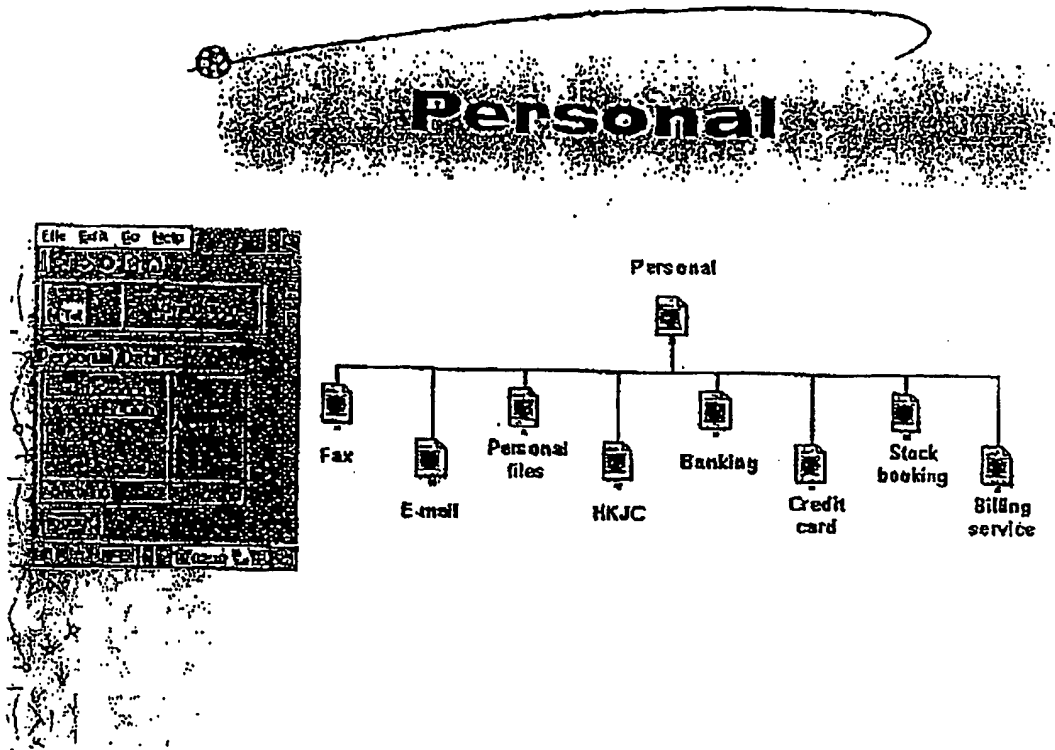 Personal
File Edit Go Help
Personal
Fax
E-mail
Personal
files
HKJC
Banking
Credit
card
Stock
booking
Billing
service